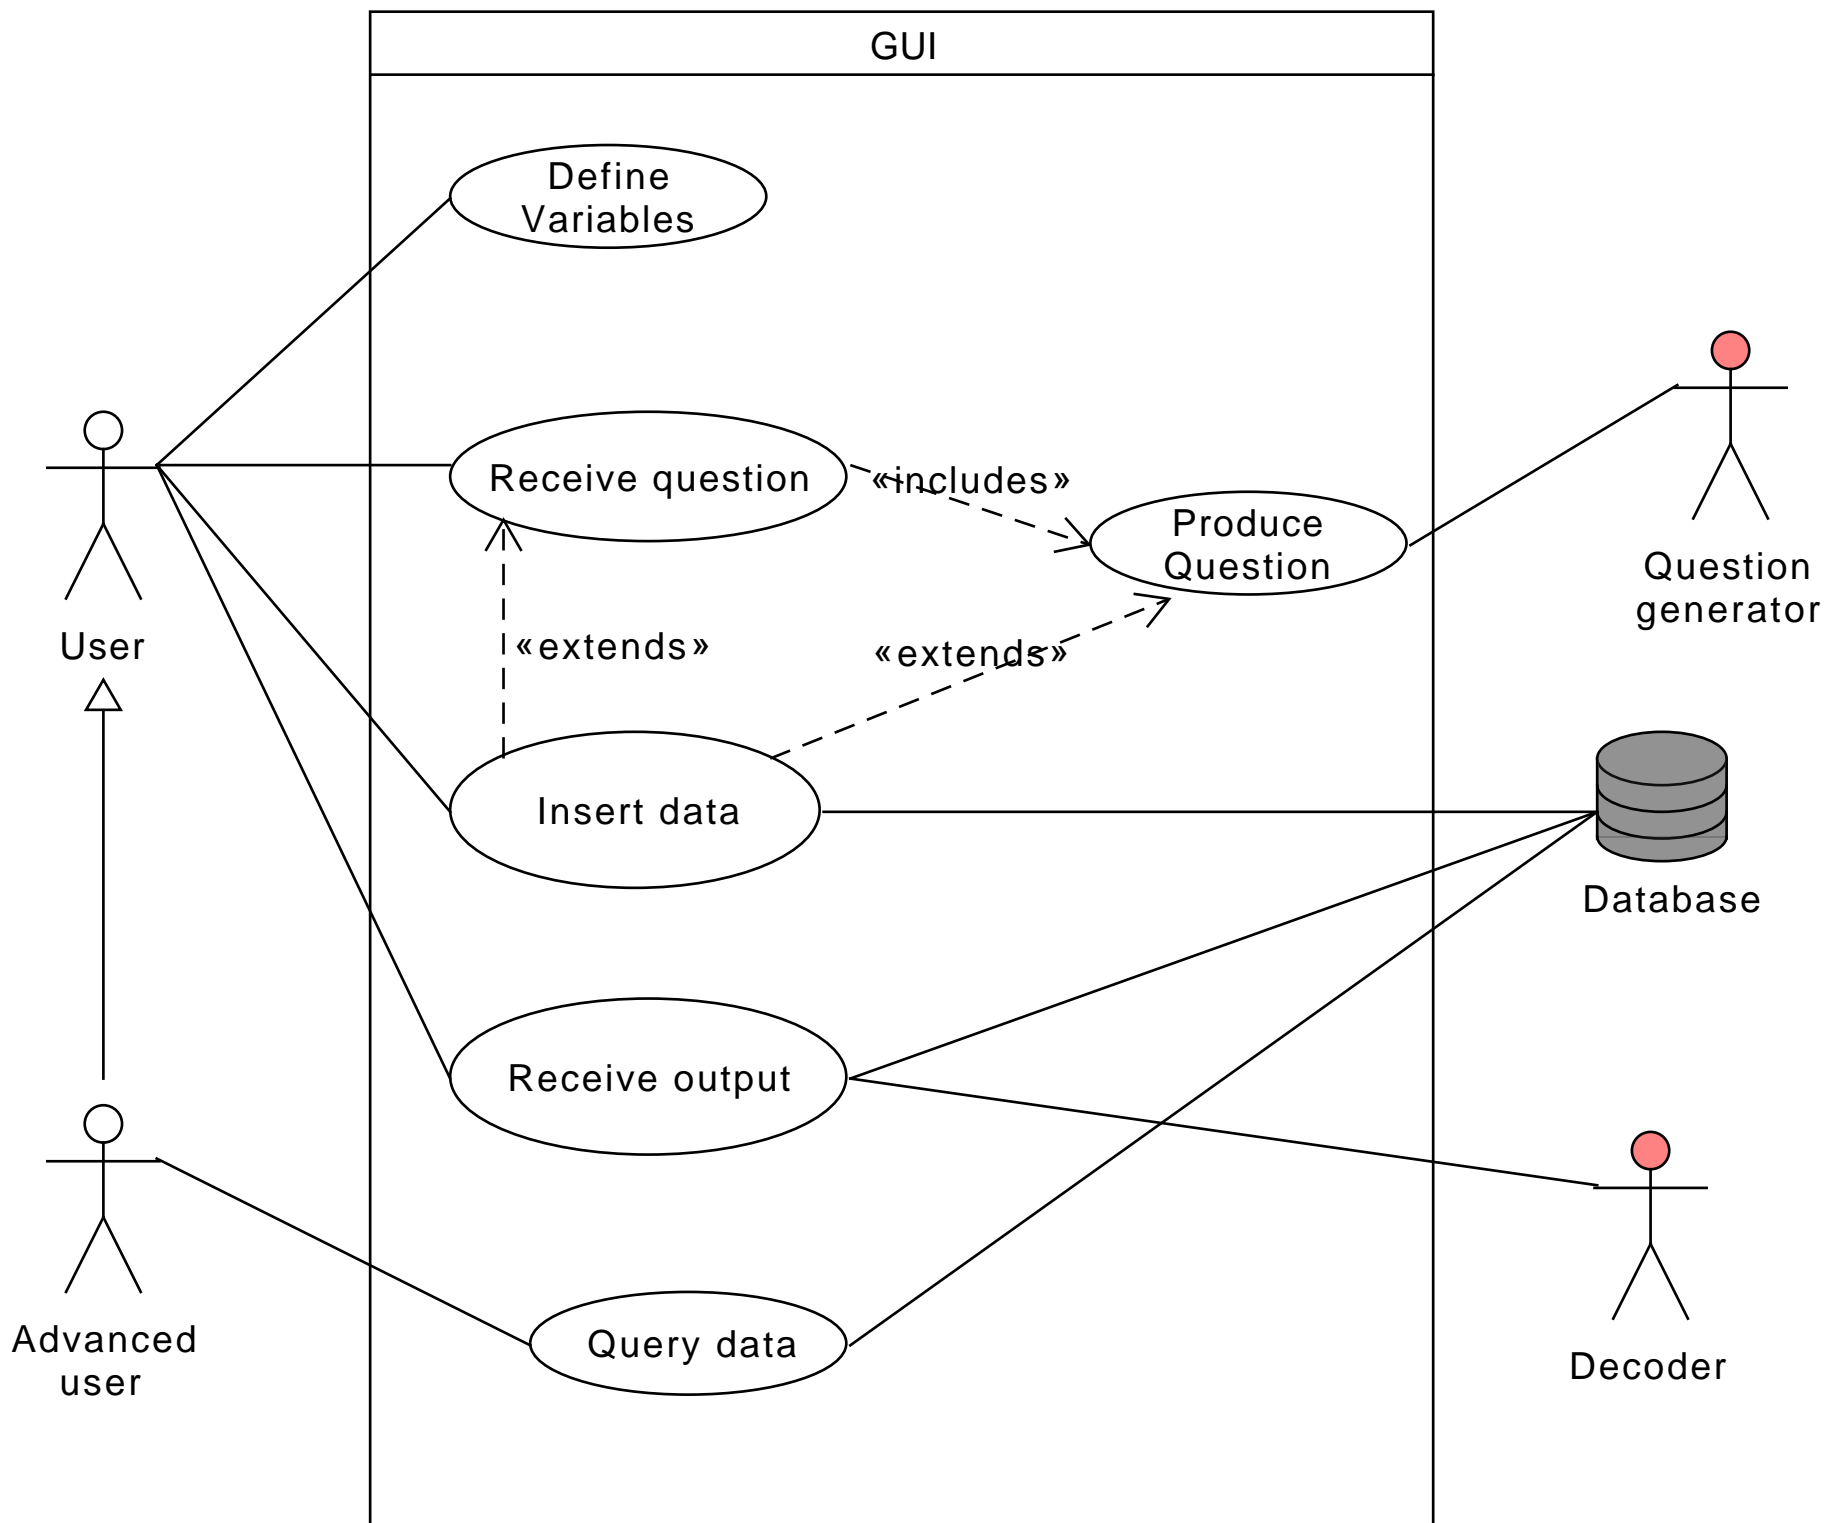 GUI
Define
Variables
Receive question
«includes»
Produce
Question
Question
generator
User
«extends»
«extends»
Insert data
Database
Receive output
Advanced
user
Query data
Decoder